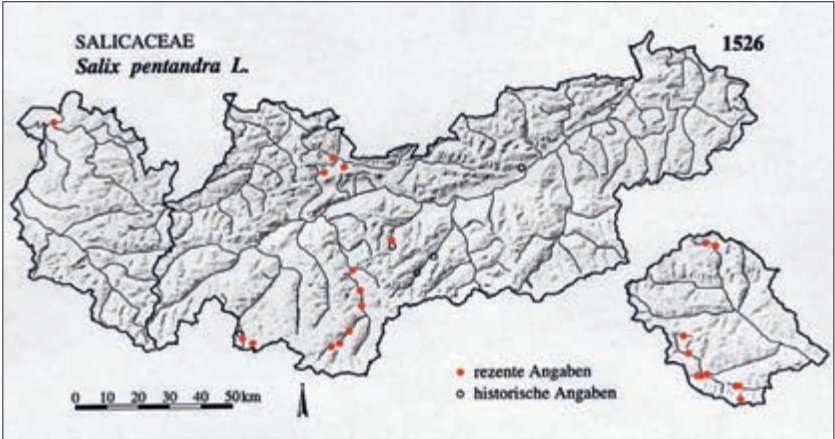 SALICACEAE
Salix pentandra L.
1526
rezente Angaben
historische Angaben
0 10 20 30 40 50km